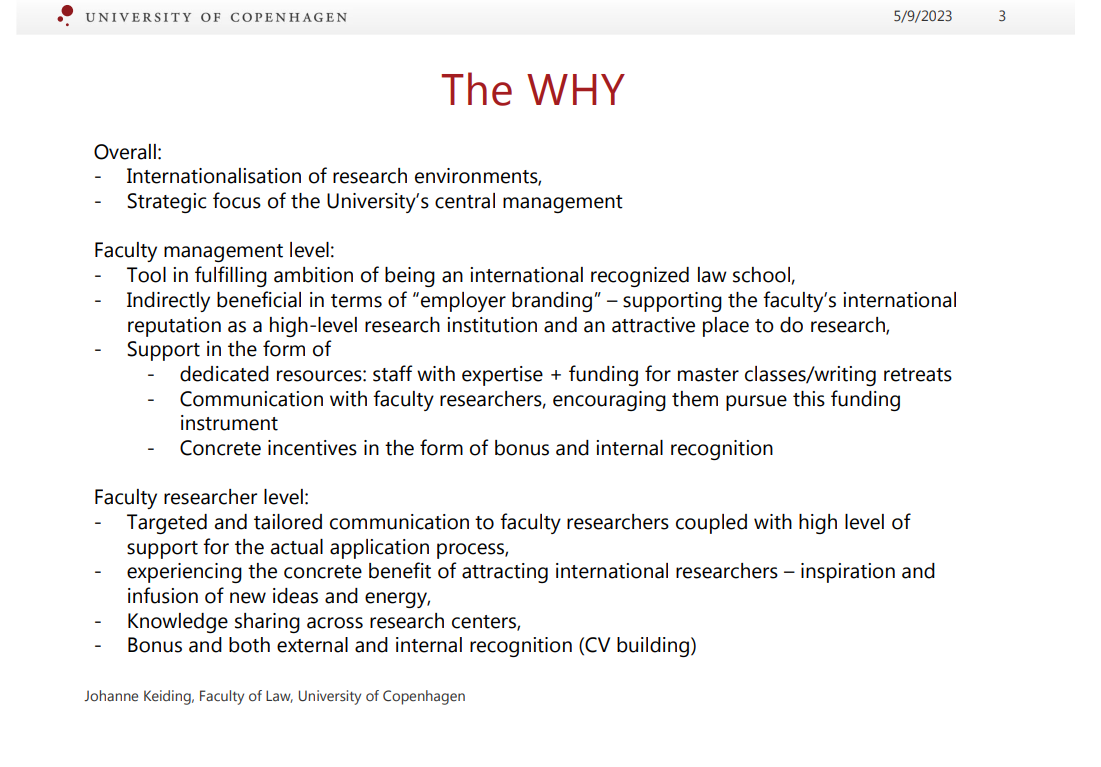 UNIVERSITY OF COPENHAGEN
5/9/2023 3
The WHY
Overall:
- Internationalisation of research environments,
- Strategic focus of the University’s central management
Faculty management level:
- Tool in fulfilling ambition of being an international recognized law school,
- Indirectly beneficial in terms of “employer branding” – supporting the faculty’s international
reputation as a high-level research institution and an attractive place to do research,
- Support in the form of
- dedicated resources: staff with expertise + funding for master classes/writing retreats
- Communication with faculty researchers, encouraging them pursue this funding
instrument
- Concrete incentives in the form of bonus and internal recognition
Faculty researcher level:
- Targeted and tailored communication to faculty researchers coupled with high level of
support for the actual application process,
- experiencing the concrete benefit of attracting international researchers – inspiration and
infusion of new ideas and energy,
- Knowledge sharing across research centers,
- Bonus and both external and internal recognition (CV building)
Johanne Keiding, Faculty of Law, University of Copenhagen